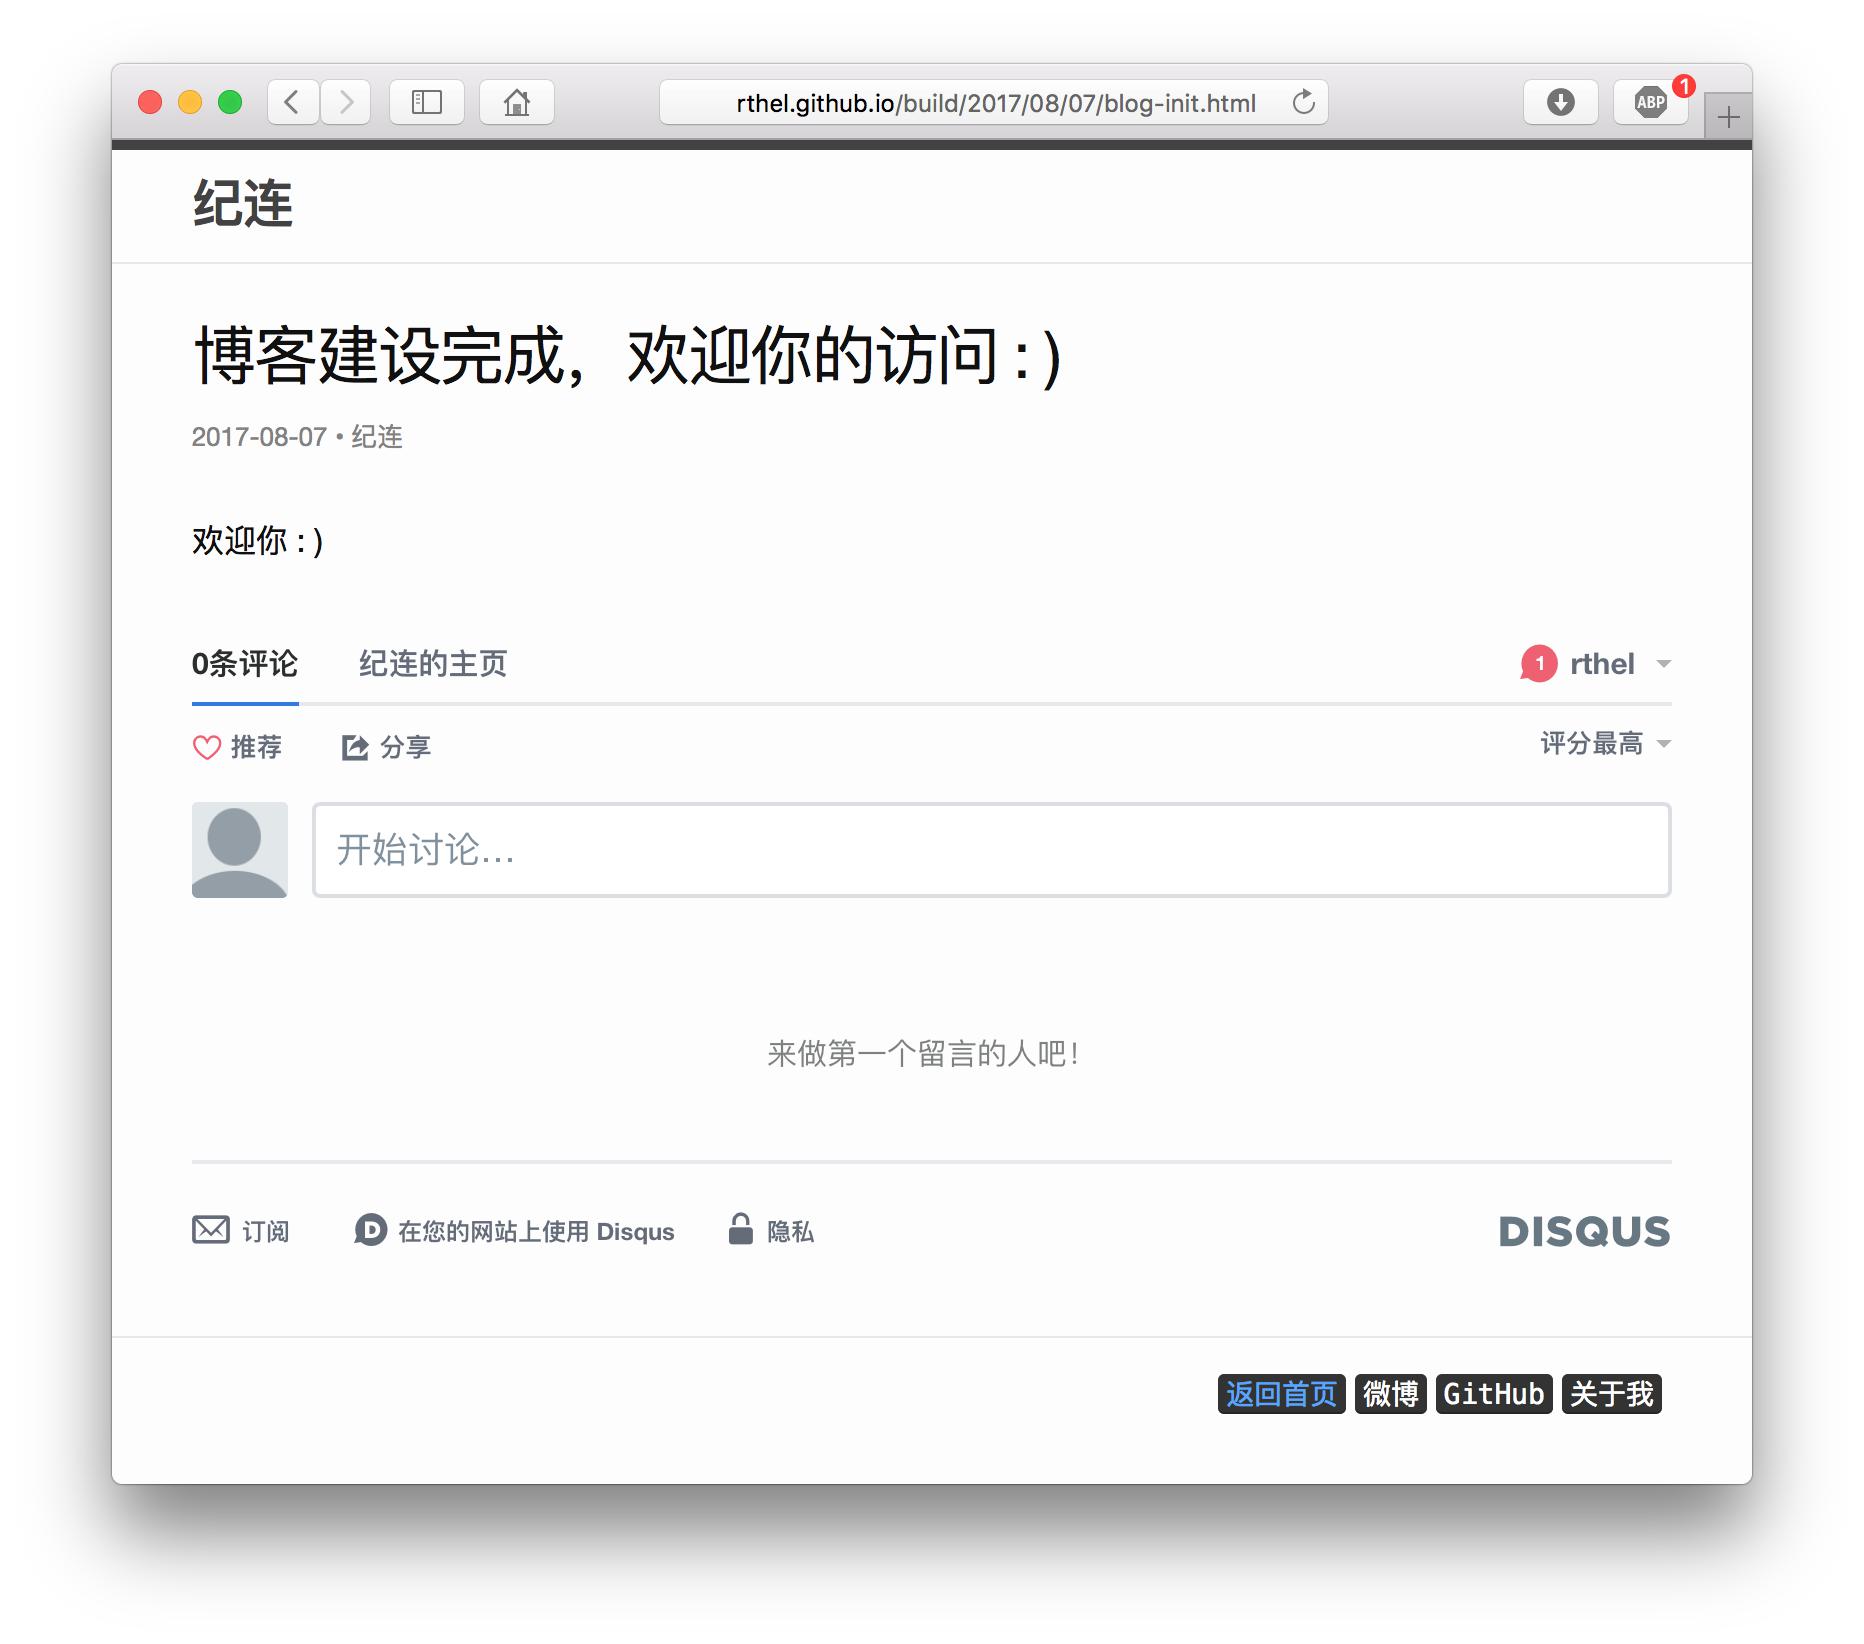 rthel.github.io/build/2017/08/07/blog-init.html
ABP
1
纪连
博客建设完成，欢迎你的访问 : )
2017-08-07 • 纪连
欢迎你 : )
0条评论 纪连的主页 1 rthel
推荐 分享 评分最高
开始讨论...
来做第一个留言的人吧！
订阅 D 在您的网站上使用 Disqus 隐私 DISQUS
返回首页 微博 GitHub 关于我